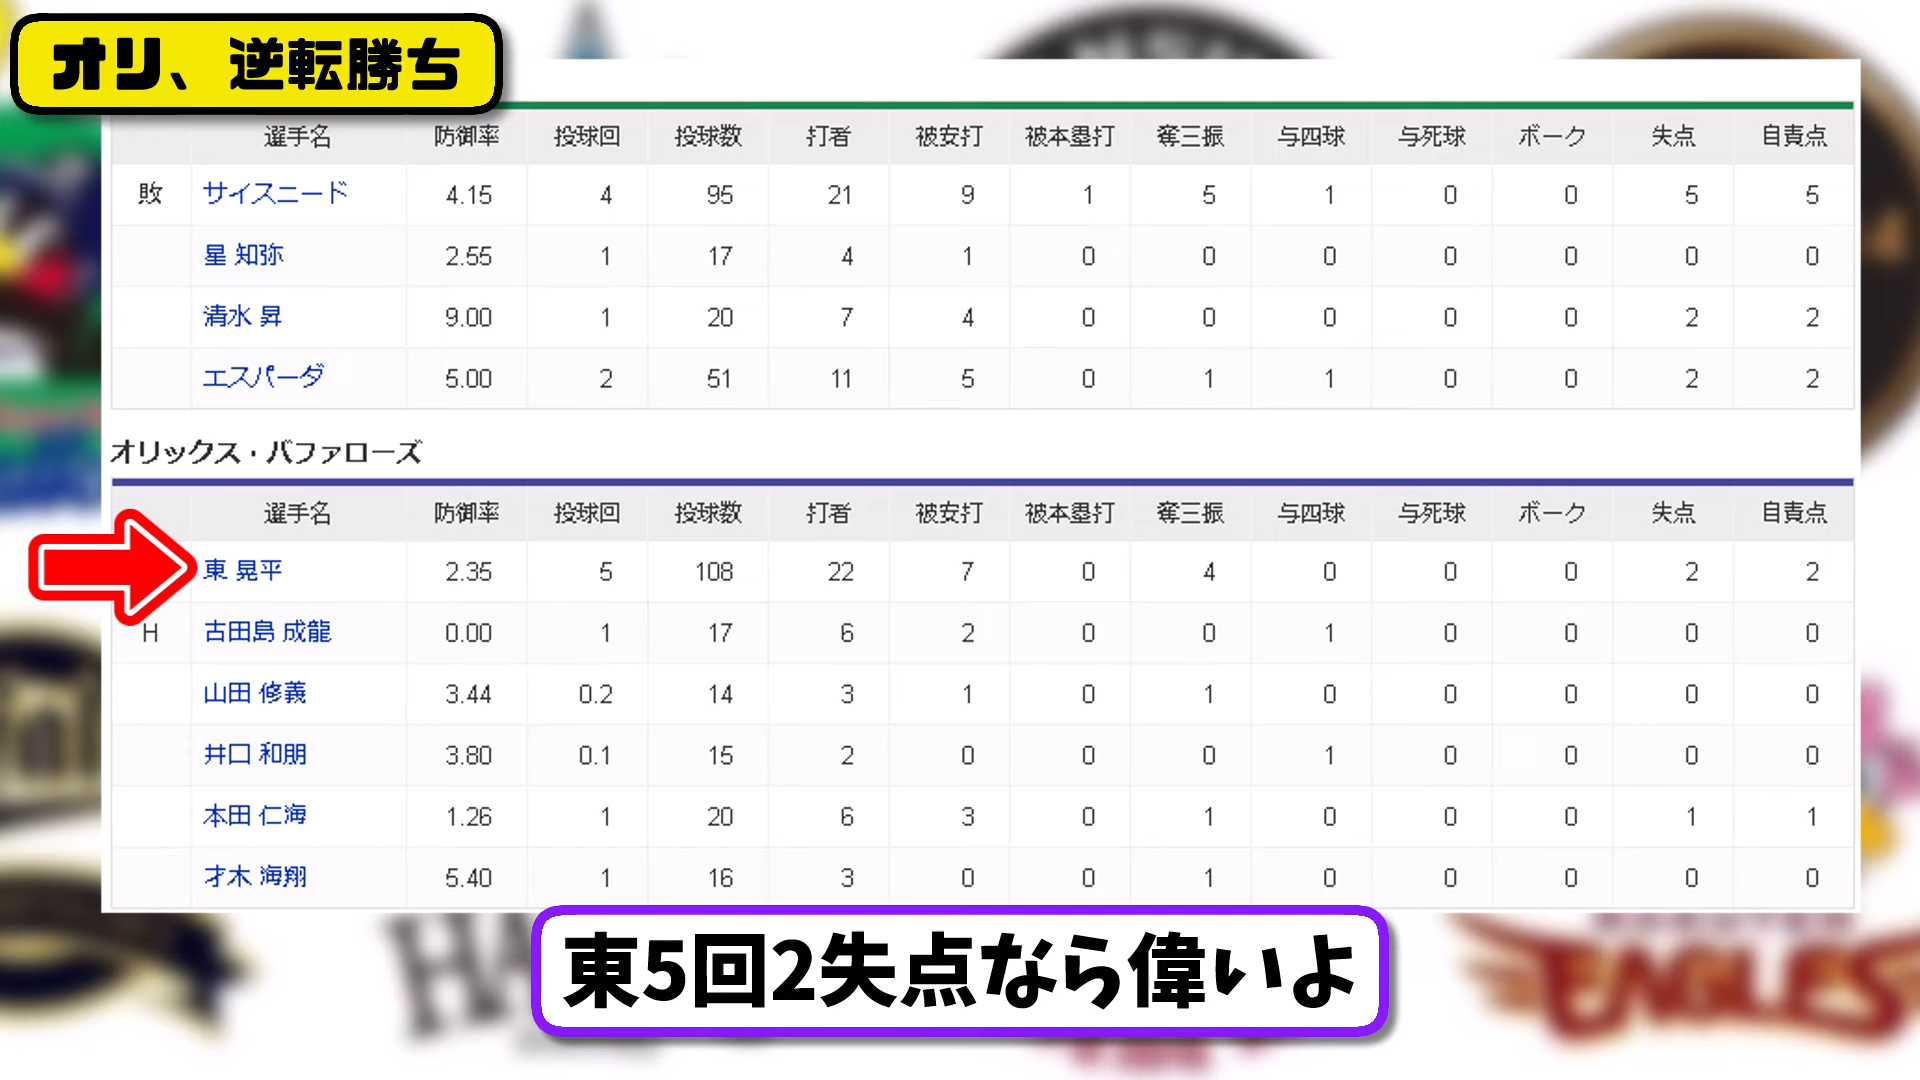 オリ、逆転勝ち
選手名 防御率 投球回 投球数 打者 被安打 被本塁打 奪三振 与四球 与死球 ボーク 失点 自責点
敗 サイスニード 4.15 4 95 21 9 1 5 1 0 0 5 5
星 知弥 2.55 1 17 4 1 0 0 0 0 0 0 0
清水 昇 9.00 1 20 7 4 0 0 0 0 0 2 2
エスパーダ 5.00 2 51 11 5 0 1 1 0 0 2 2
オリックス・バファローズ
選手名 防御率 投球回 投球数 打者 被安打 被本塁打 奪三振 与四球 与死球 ボーク 失点 自責点
東 晃平 2.35 5 108 22 7 0 4 0 0 0 2 2
H 古田島 成龍 0.00 1 17 6 2 0 0 1 0 0 0 0
山田 修義 3.44 0.2 14 3 1 0 1 0 0 0 0 0
井口 和朋 3.80 0.1 15 2 0 0 0 1 0 0 0 0
本田 仁海 1.26 1 20 6 3 0 1 0 0 0 1 1
才木 海翔 5.40 1 16 3 0 0 1 0 0 0 0 0
東5回2失点なら偉いよ
EAGLES